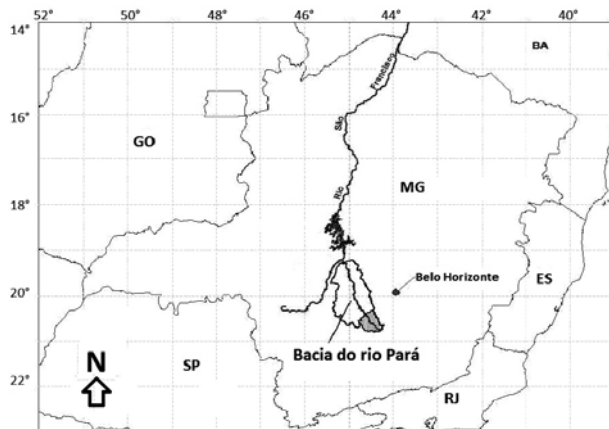 52° 50° 48° 46° 44° 42° 40°
14°
BA
Francisco
16°
São
GO
MG
Rio
18°
Belo Horizonte
ES
20°
Bacia do rio Pará
N
SP
22°
RJ